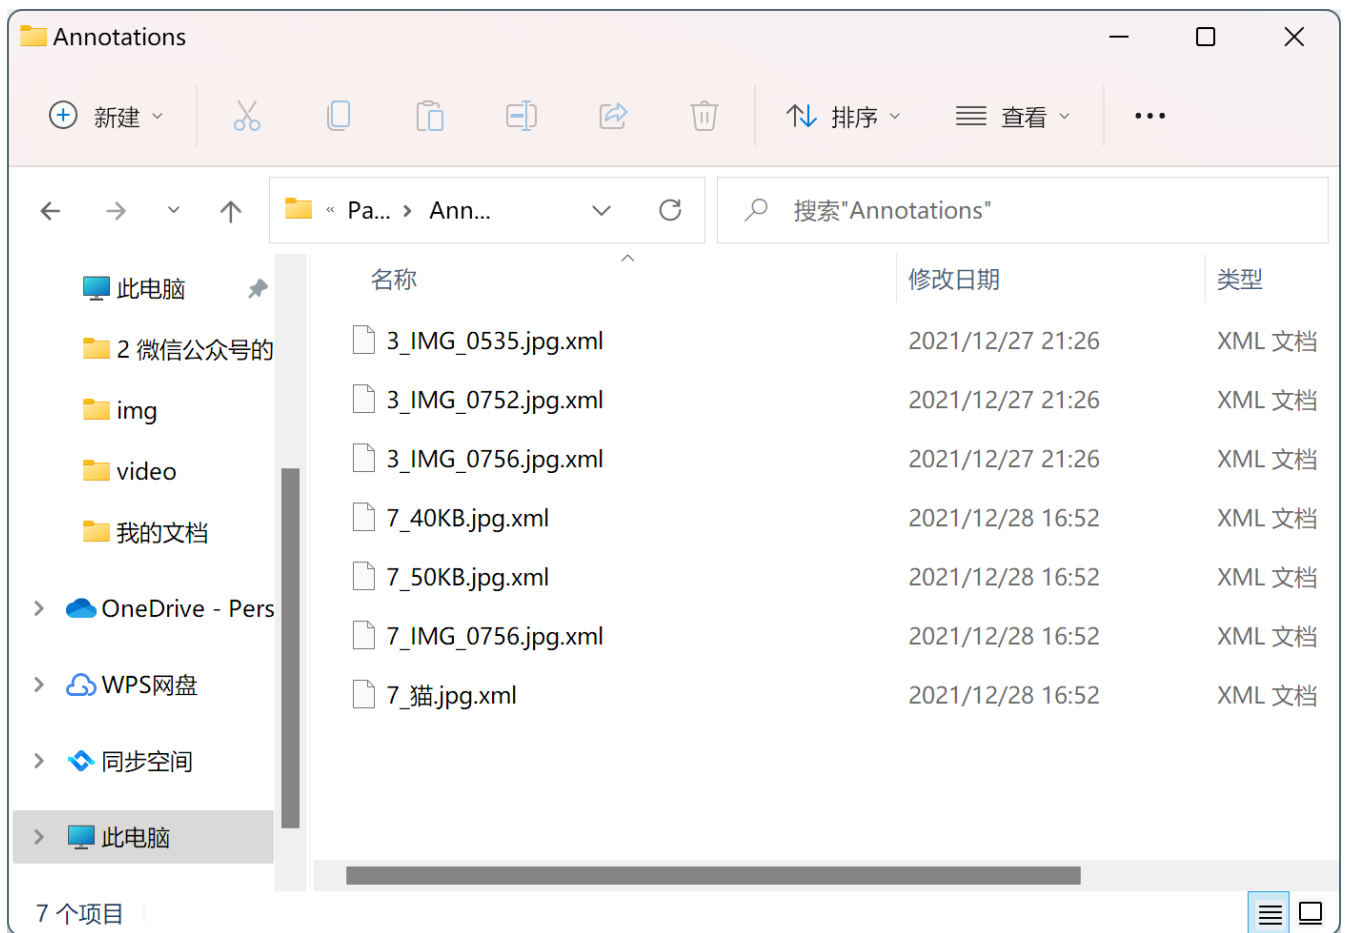 Annotations
新建 排序 查看 •••
« Pa... > Ann... 搜索"Annotations"
名称 修改日期 类型
此电脑
2 微信公众号的
img
video
我的文档
OneDrive - Pers
WPS网盘
同步空间
此电脑
3_IMG_0535.jpg.xml 2021/12/27 21:26 XML 文档
3_IMG_0752.jpg.xml 2021/12/27 21:26 XML 文档
3_IMG_0756.jpg.xml 2021/12/27 21:26 XML 文档
7_40KB.jpg.xml 2021/12/28 16:52 XML 文档
7_50KB.jpg.xml 2021/12/28 16:52 XML 文档
7_IMG_0756.jpg.xml 2021/12/28 16:52 XML 文档
7_猫.jpg.xml 2021/12/28 16:52 XML 文档
7 个项目